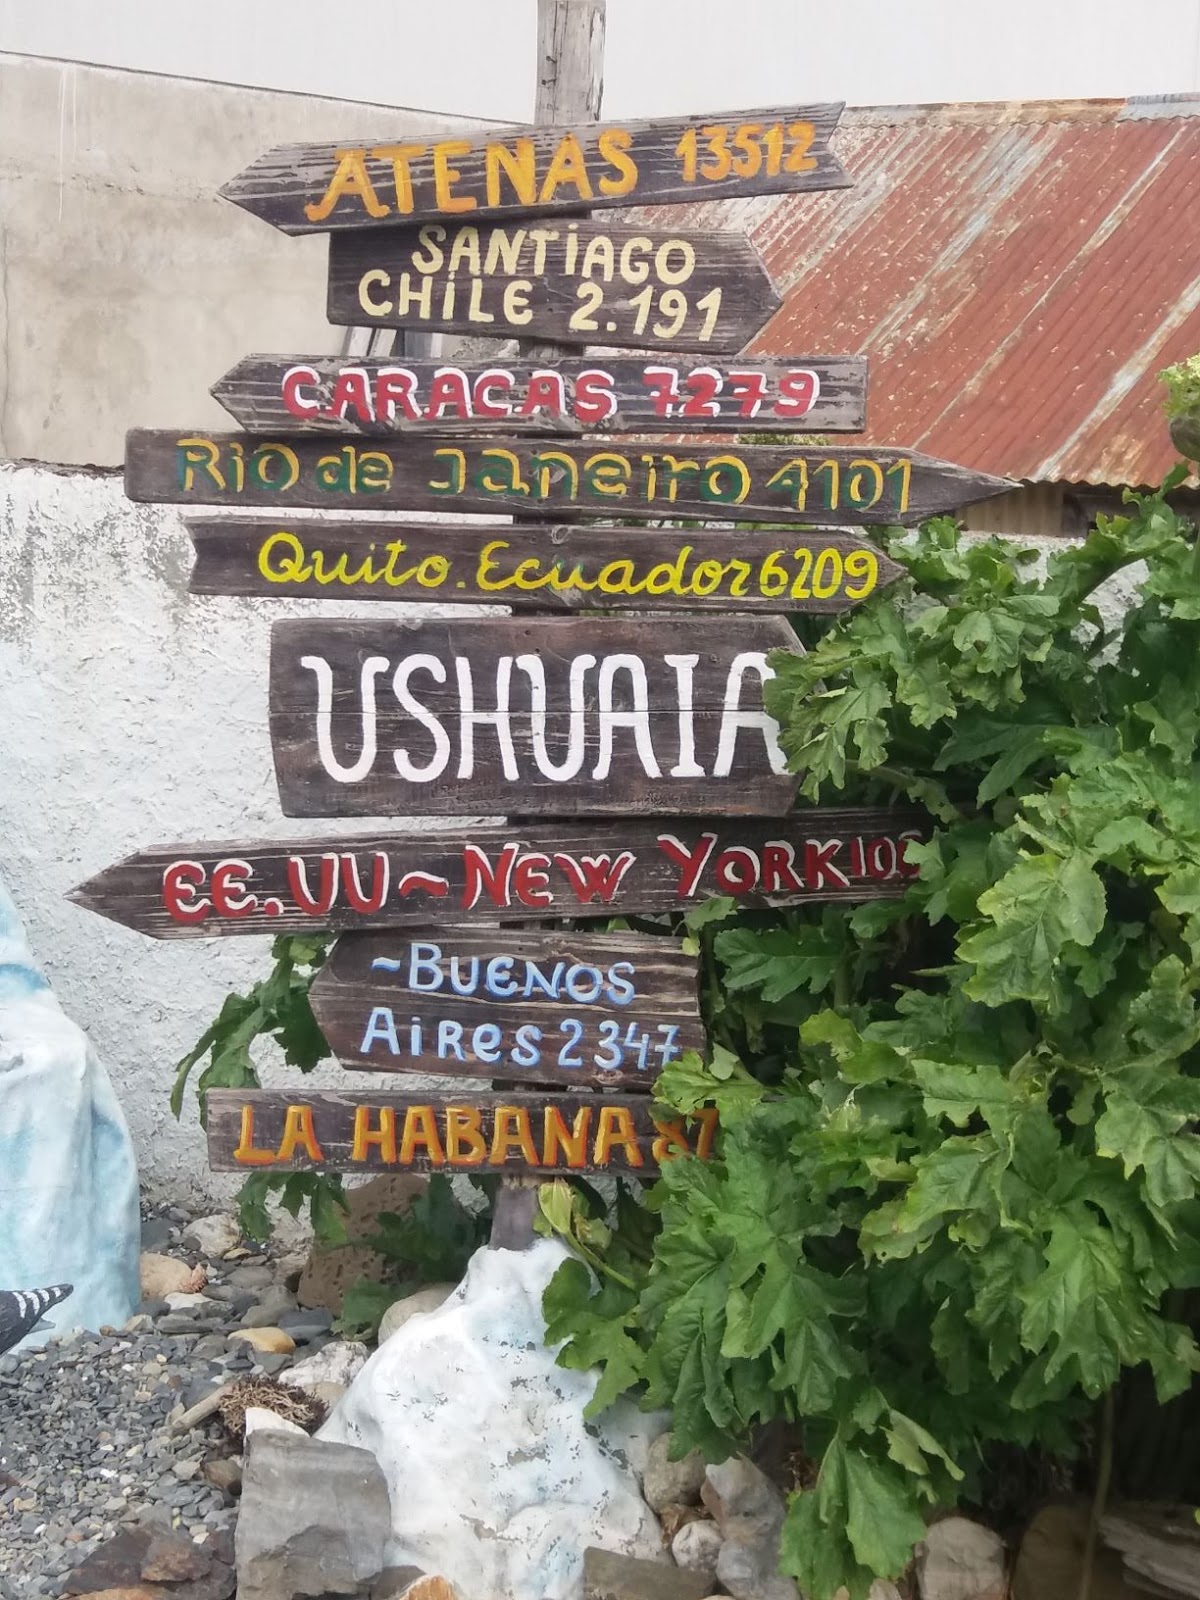 ATENAS 13512
SANTIAGO
CHILE 2.191
CARACAS 7279
Rio de Janeiro 4101
Quito. Ecuador 6209
USHUAIA
EE.UU ~ NEW YORK
~BUENOS
AiRes 2347
LA HABANA